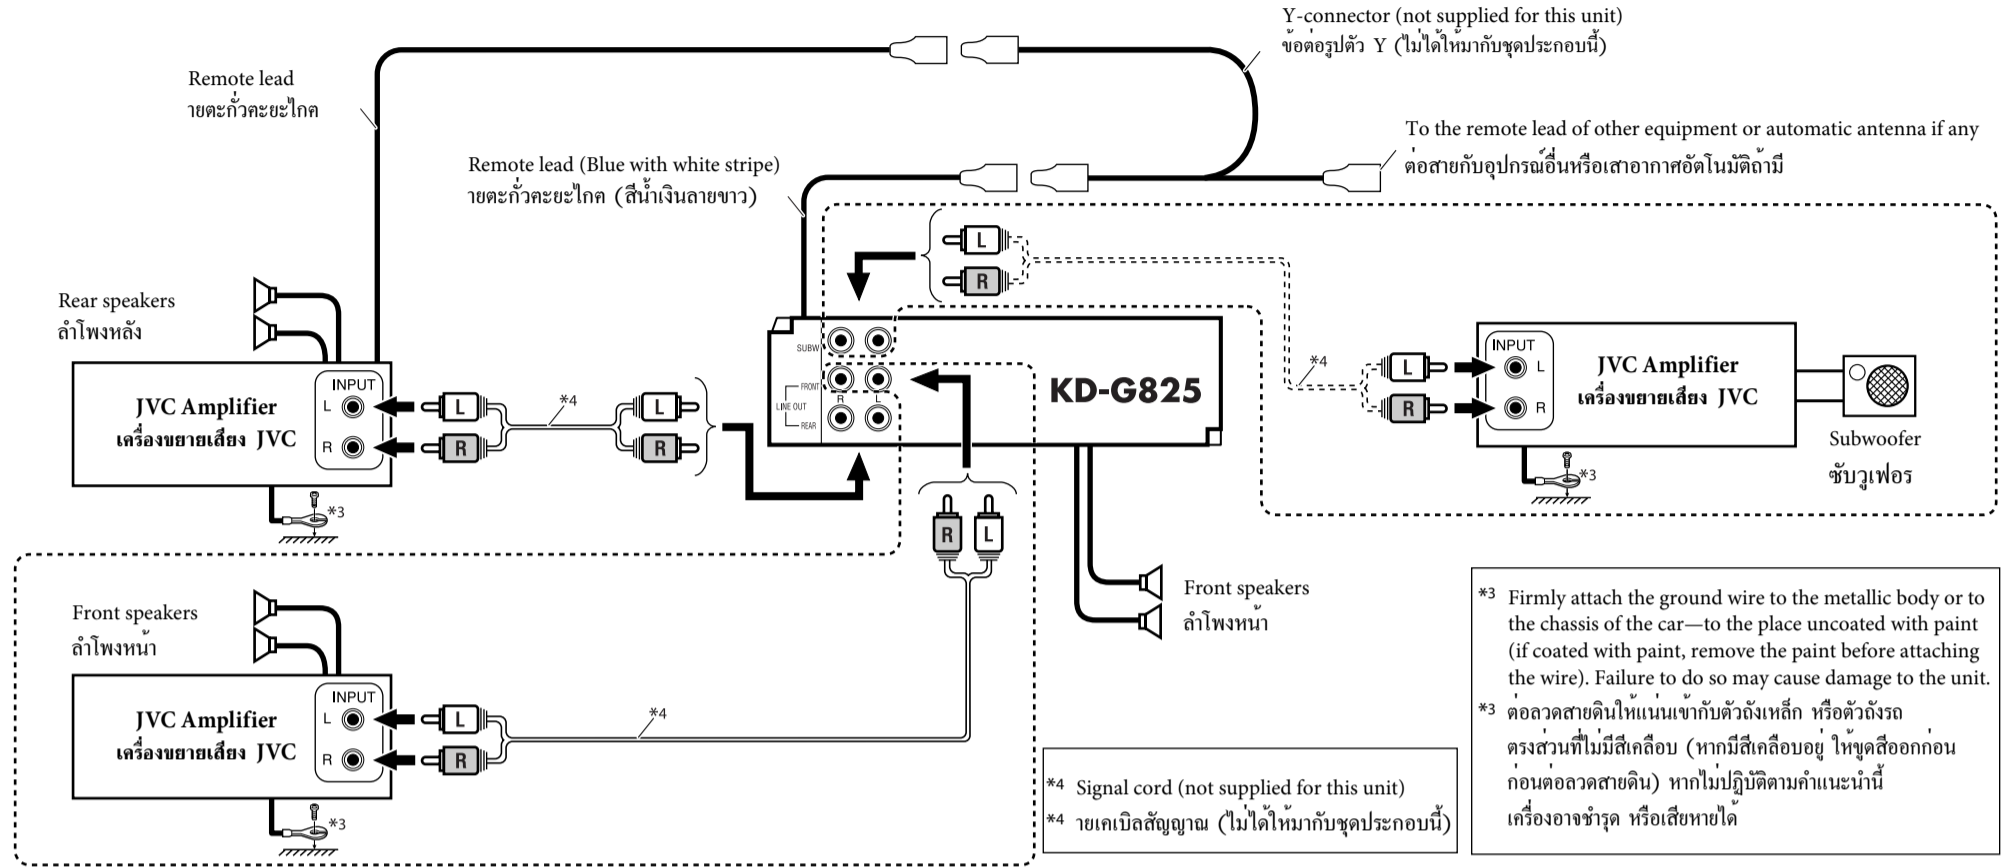 Y-connector (not supplied for this unit)
ข้อต่อรูปตัว Y (ไม่ได้ให้มากับชุดประกอบนี้)
Remote lead
ายตะกั่วคะยะไกค
To the remote lead of other equipment or automatic antenna if any
ต่อสายกับอุปกรณ์อื่นหรือเสาอากาศอัตโนมัติถ้ามี
Remote lead (Blue with white stripe)
ายตะกั่วคะยะไกค (สีน้ำเงินลายขาว)
L
R
Rear speakers
ลำโพงหลัง
INPUT
L
R
JVC Amplifier
เครื่องขยายเสียง JVC
*3
L
R
*4
L
R
SUBW
FRONT
LINE OUT
REAR
R
L
KD-G825
*4
L
R
INPUT
L
R
JVC Amplifier
เครื่องขยายเสียง JVC
Subwoofer
ซับวูเฟอร
*3
R
L
Front speakers
ลำโพงหน้า
Front speakers
ลำโพงหน้า
INPUT
L
R
JVC Amplifier
เครื่องขยายเสียง JVC
*3
L
R
*4
*4 Signal cord (not supplied for this unit)
*4 ายเคเบิลสัญญาณ (ไม่ได้ให้มากับชุดประกอบนี้)
*3 Firmly attach the ground wire to the metallic body or to
the chassis of the car—to the place uncoated with paint
(if coated with paint, remove the paint before attaching
the wire). Failure to do so may cause damage to the unit.
*3 ต่อลวดสายดินให้แน่นเข้ากับตัวถังเหล็ก หรือตัวถังรถ
ตรงส่วนที่ไม่มีสีเคลือบ (หากมีสีเคลือบอยู่ ให้ขูดสีออกก่อน
ก่อนต่อลวดสายดิน) หากไม่ปฏิบัติตามคำแนะนำนี้
เครื่องอาจชำรุด หรือเสียหายได้